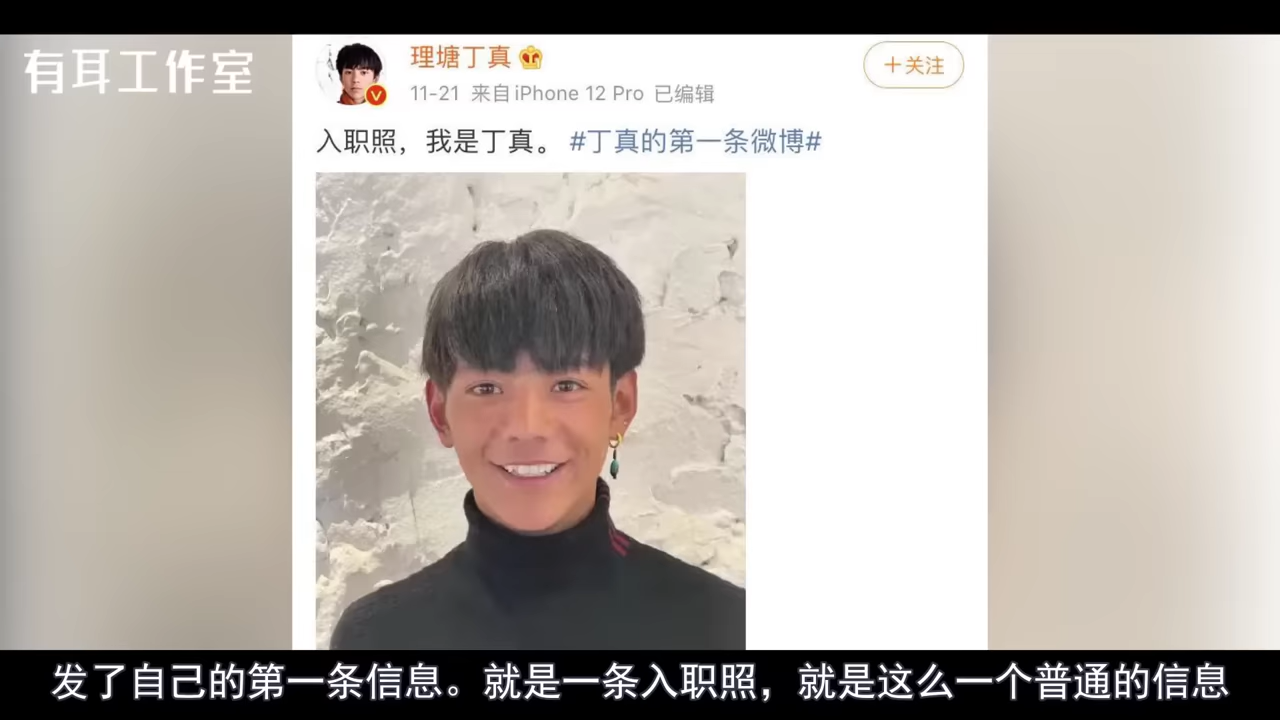 有耳工作室
理塘丁真
+关注
11-21 来自iPhone 12 Pro 已编辑
入职照，我是丁真。 #丁真的第一条微博#
发了自己的第一条信息。就是一条入职照，就是这么一个普通的信息